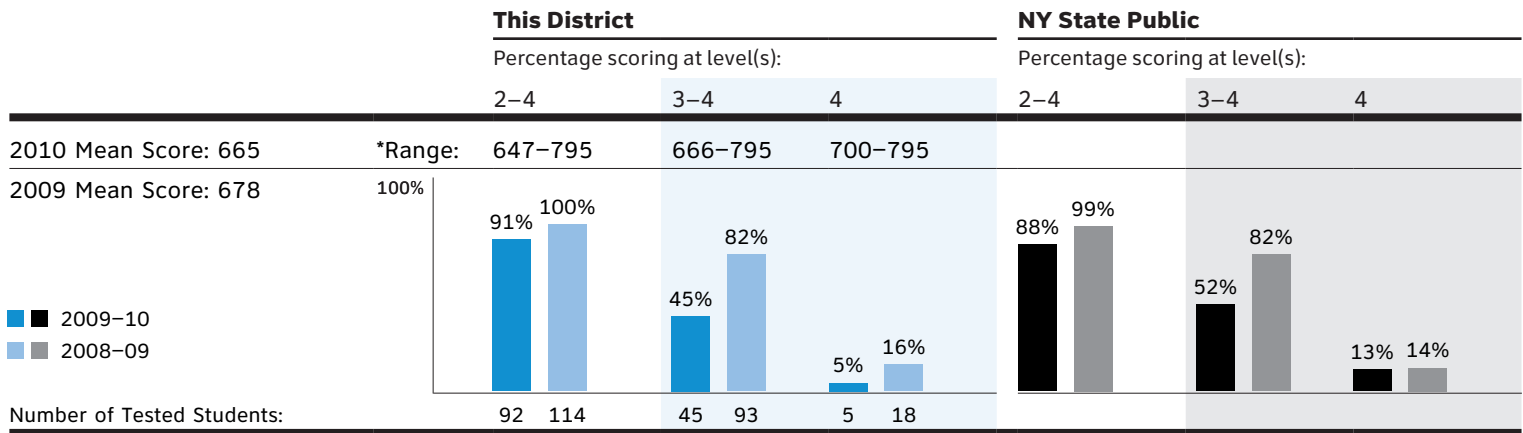 This District NY State Public
Percentage scoring at level(s): Percentage scoring at level(s):
2–4 3–4 4 2–4 3–4 4
2010 Mean Score: 665 *Range: 647–795 666–795 700–795
2009 Mean Score: 678 100%
91% 100% 82% 45% 5% 16% 88% 99% 52% 82% 13% 14%
2009–10
2008–09
Number of Tested Students: 92 114 45 93 5 18